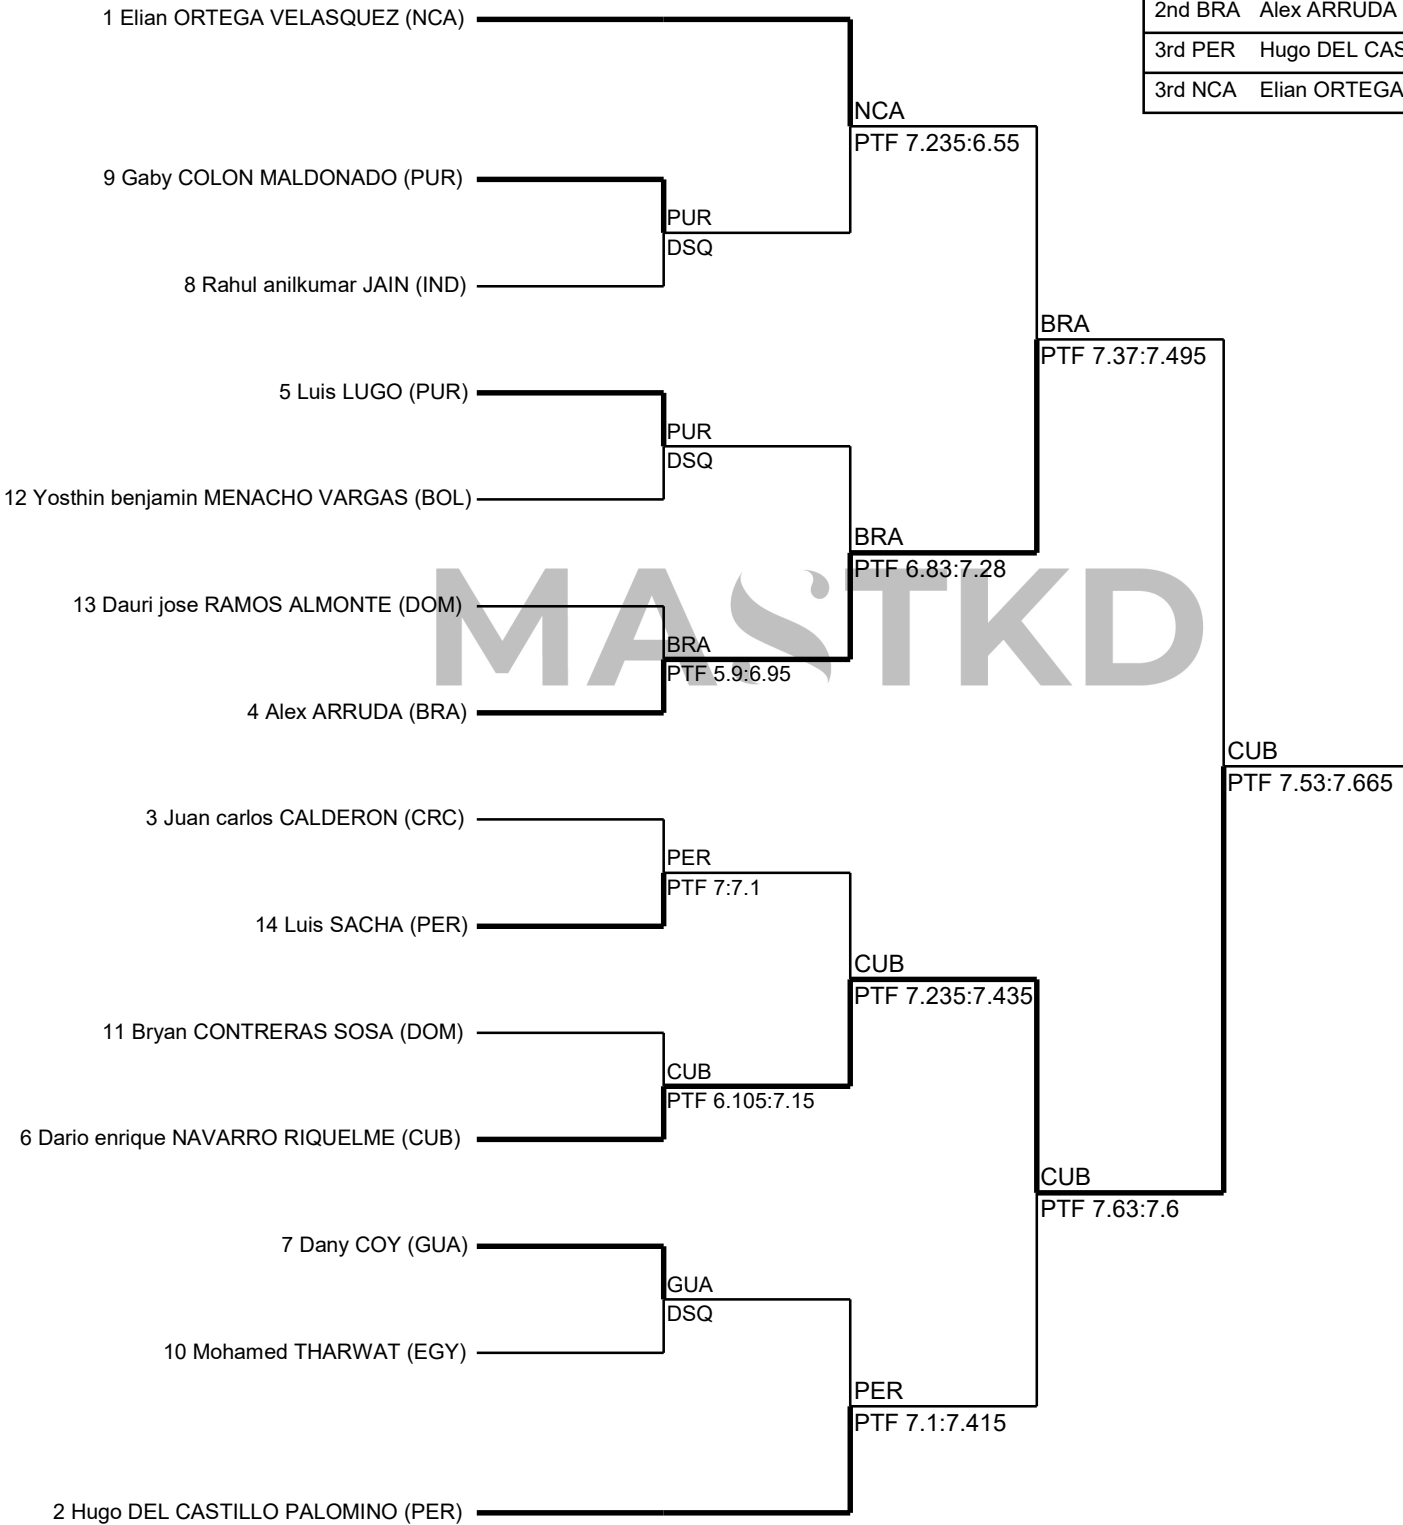 1 Elian ORTEGA VELASQUEZ (NCA)
2nd BRA Alex ARRUDA
3rd PER Hugo DEL CAS
3rd NCA Elian ORTEGA
NCA
PTF 7.235:6.55
9 Gaby COLON MALDONADO (PUR)
PUR
DSQ
8 Rahul anilkumar JAIN (IND)
BRA
PTF 7.37:7.495
5 Luis LUGO (PUR)
PUR
DSQ
12 Yosthin benjamin MENACHO VARGAS (BOL)
BRA
PTF 6.83:7.28
MASTKD
13 Dauri jose RAMOS ALMONTE (DOM)
BRA
PTF 5.9:6.95
4 Alex ARRUDA (BRA)
CUB
PTF 7.53:7.665
3 Juan carlos CALDERON (CRC)
PER
PTF 7:7.1
14 Luis SACHA (PER)
CUB
PTF 7.235:7.435
11 Bryan CONTRERAS SOSA (DOM)
CUB
PTF 6.105:7.15
6 Dario enrique NAVARRO RIQUELME (CUB)
CUB
PTF 7.63:7.6
7 Dany COY (GUA)
GUA
DSQ
10 Mohamed THARWAT (EGY)
PER
PTF 7.1:7.415
2 Hugo DEL CASTILLO PALOMINO (PER)